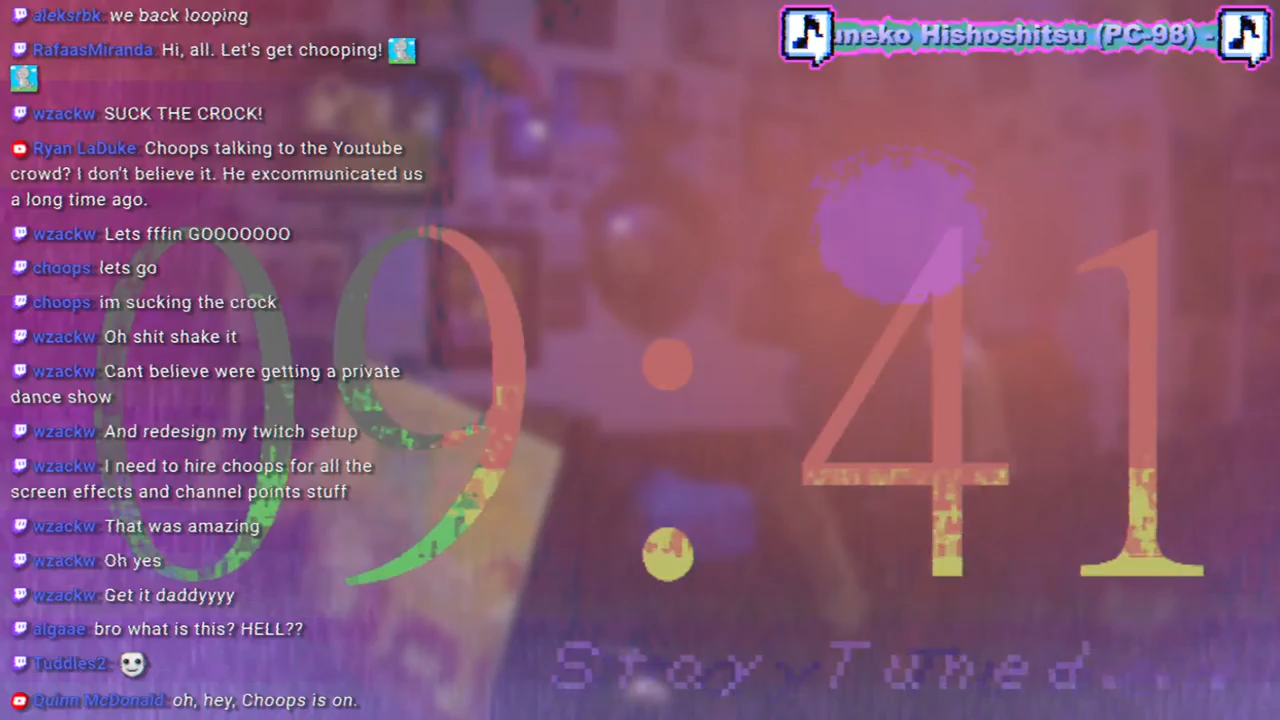 aleksrbk: we back looping
RafaasMiranda: Hi, all. Let's get chooping!
wzackw: SUCK THE CROCK!
Ryan LaDuke: Choops talking to the Youtube
crowd? I don't believe it. He excommunicated us
a long time ago.
wzackw: Lets fffin GOOOOOOO
choops: lets go
choops: im sucking the crock
wzackw: Oh shit shake it
wzackw: Cant believe were getting a private
dance show
wzackw: And redesign my twitch setup
wzackw: I need to hire choops for all the
screen effects and channel points stuff
wzackw: That was amazing
wzackw: Oh yes
wzackw: Get it daddyyyy
algaae: bro what is this? HELL??
Tuddles2:
Quinn McDonald: oh, hey, Choops is on.
meko Hishoshitsu (PC-98) -
09:41
Stay Tuned...